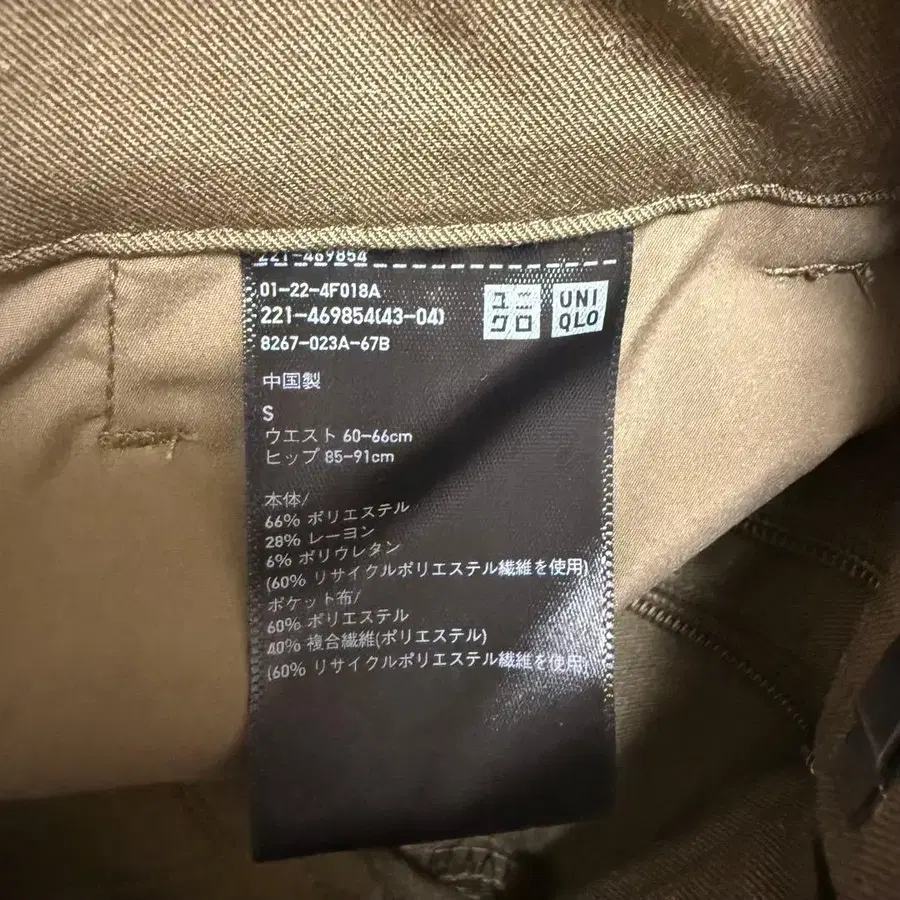 221-469854
01-22-4F018A
221-469854(43-04)
8267-023A-67B
ユニ
クロ
UNI
QLO
中国製
S
ウエスト 60-66cm
ヒップ 85-91cm
本体/
66% ポリエステル
28% レーヨン
6% ポリウレタン
(60% リサイクルポリエステル繊維を使用)
ポケット布/
60% ポリエステル
40% 複合繊維(ポリエステル)
(60% リサイクルポリエステル繊維を使用)